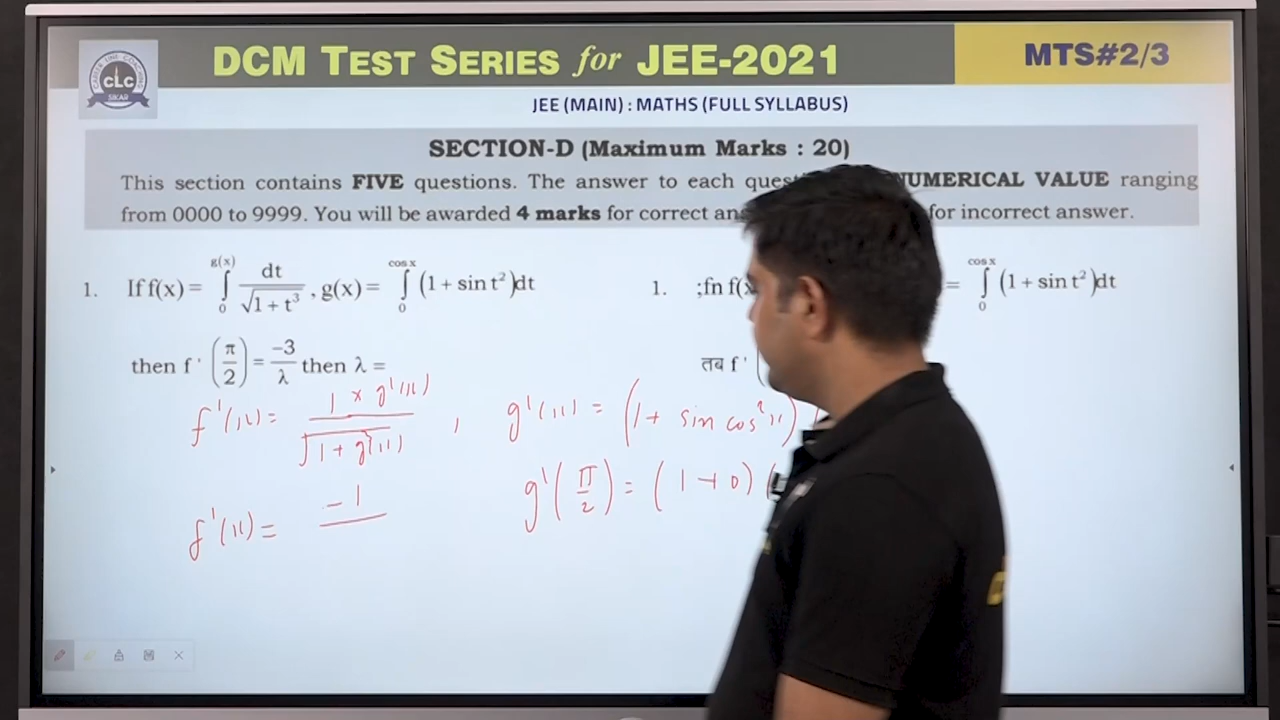 DCM TEST SERIES for JEE-2021
MTS#2/3
CLC
SIKAR
JEE (MAIN) : MATHS (FULL SYLLABUS)
SECTION-D (Maximum Marks : 20)
This section contains FIVE questions. The answer to each NUMERICAL VALUE ranging
from 0000 to 9999. You will be awarded 4 marks for correct for incorrect answer.
1. If f(x) = ∫₀^{g(x)} dt/√(1 + t³) , g(x) = ∫₀^{cos x} (1 + sin t²)dt
then f ' (π/2) = -3/λ then λ =
1. ;fn f(x = ∫₀^{cos x} (1 + sin t²)dt
तब f ' (
f'(x) = 1 × g'(x) / √(1 + g³(x)) , g'(x) = (1 + sin cos²x)
g'(π/2) = (1+0) (
f'(x) = -1